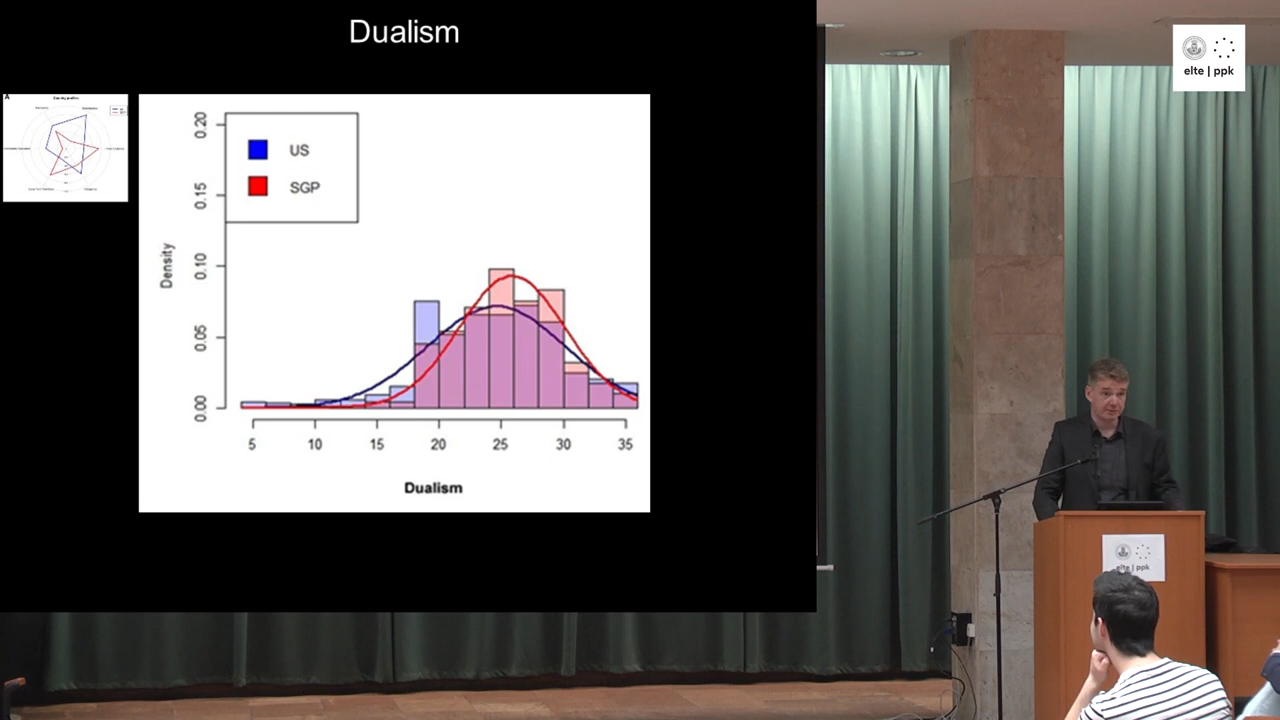 Dualism
A
US
SGP
Density
0.00
0.05
0.10
0.15
0.20
5
10
15
20
25
30
35
Dualism
elte | ppk
elte | ppk